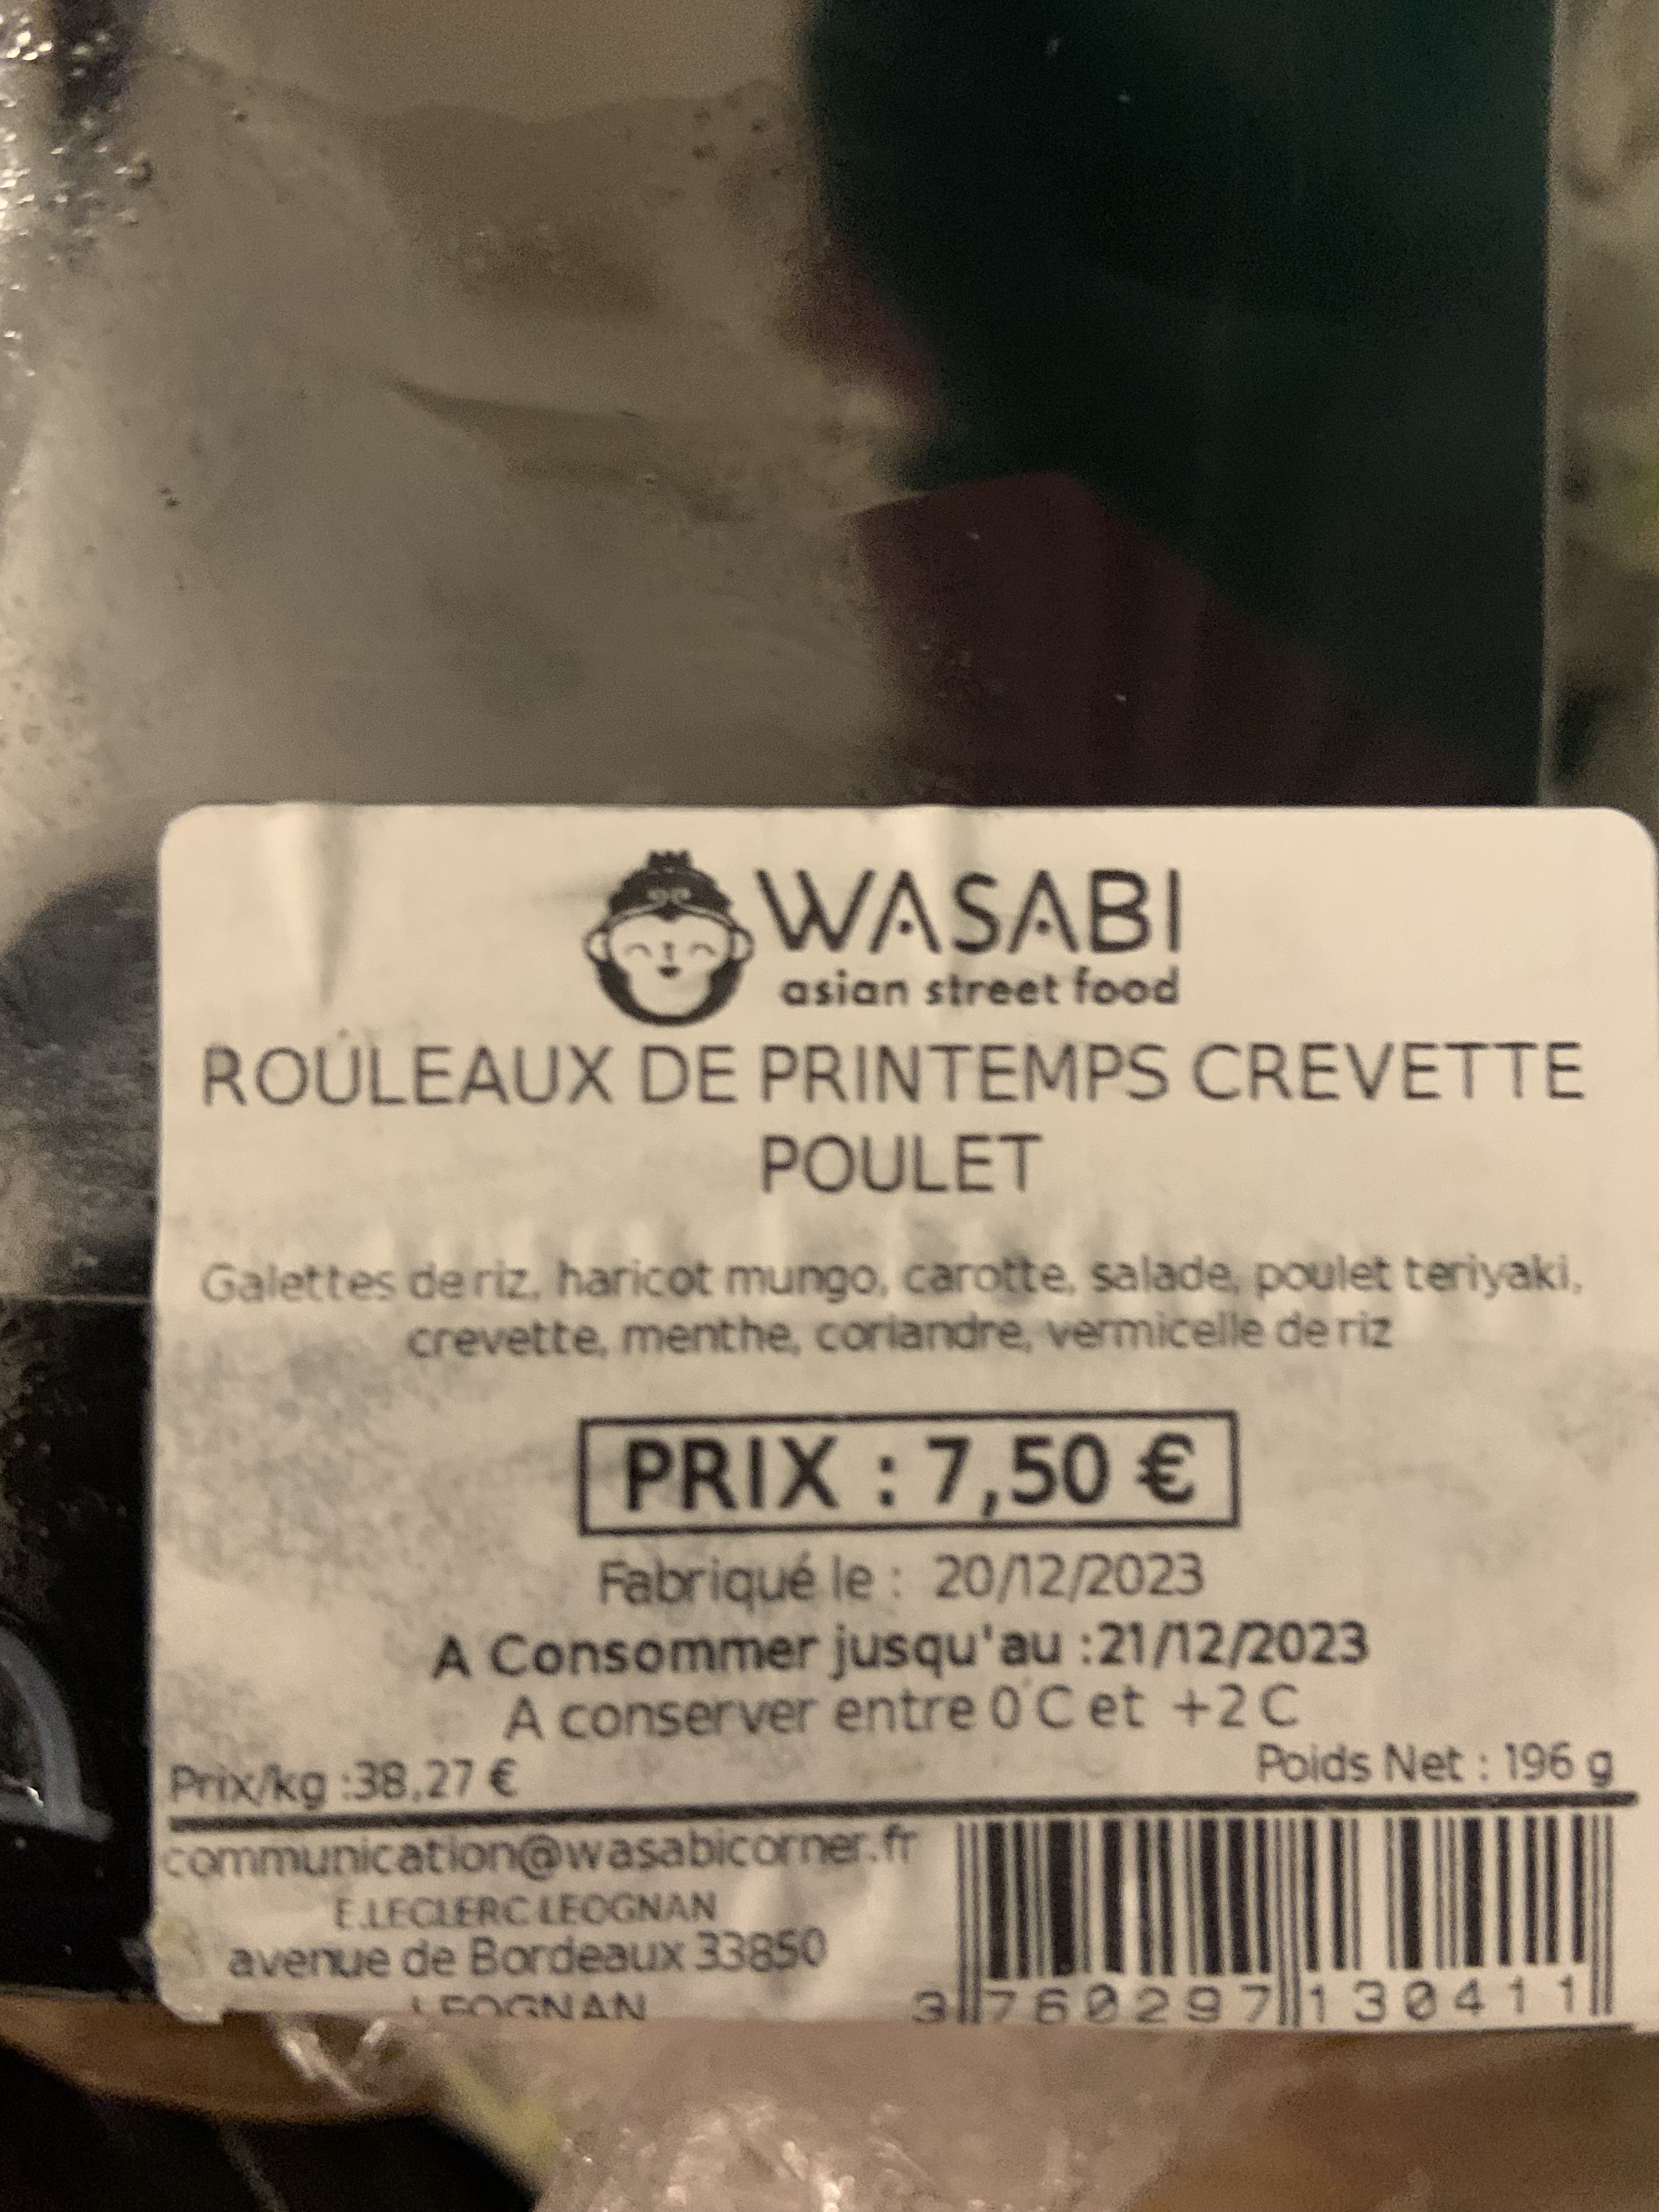 WASABI
asian street food
ROULEAUX DE PRINTEMPS CREVETTE
POULET
Galettes de riz, haricot mungo, carotte, salade, poulet teriyaki,
crevette, menthe, coriandre, vermicelle de riz
PRIX : 7,50 €
Fabriqué le : 20/12/2023
A Consommer jusqu'au :21/12/2023
A conserver entre 0°C et +2 C
Prix/kg :38,27 €
Poids Net : 196 g
communication@wasabicorner.fr
E.LECLERC LEOGNAN
avenue de Bordeaux 33850
LEOGNAN
3 760297 130411